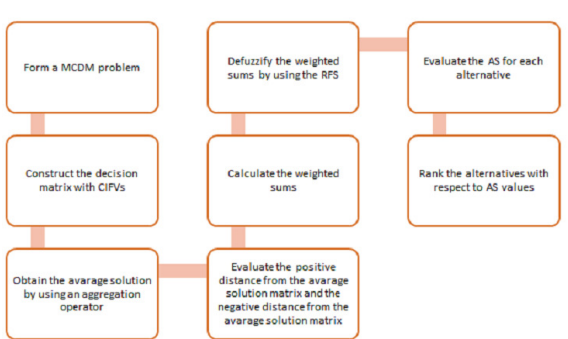 Form a MCDM problem
Construct the decision
matrix with CIFVs
Obtain the avarage solution
by using an aggregation
operator
Evaluate the positive
distance from the avarage
solution matrix and the
negative distance from the
avarage solution matrix
Calculate the weighted
sums
Defuzzify the weighted
sums by using the RFS
Evaluate the AS for each
alternative
Rank the alternatives with
respect to AS values